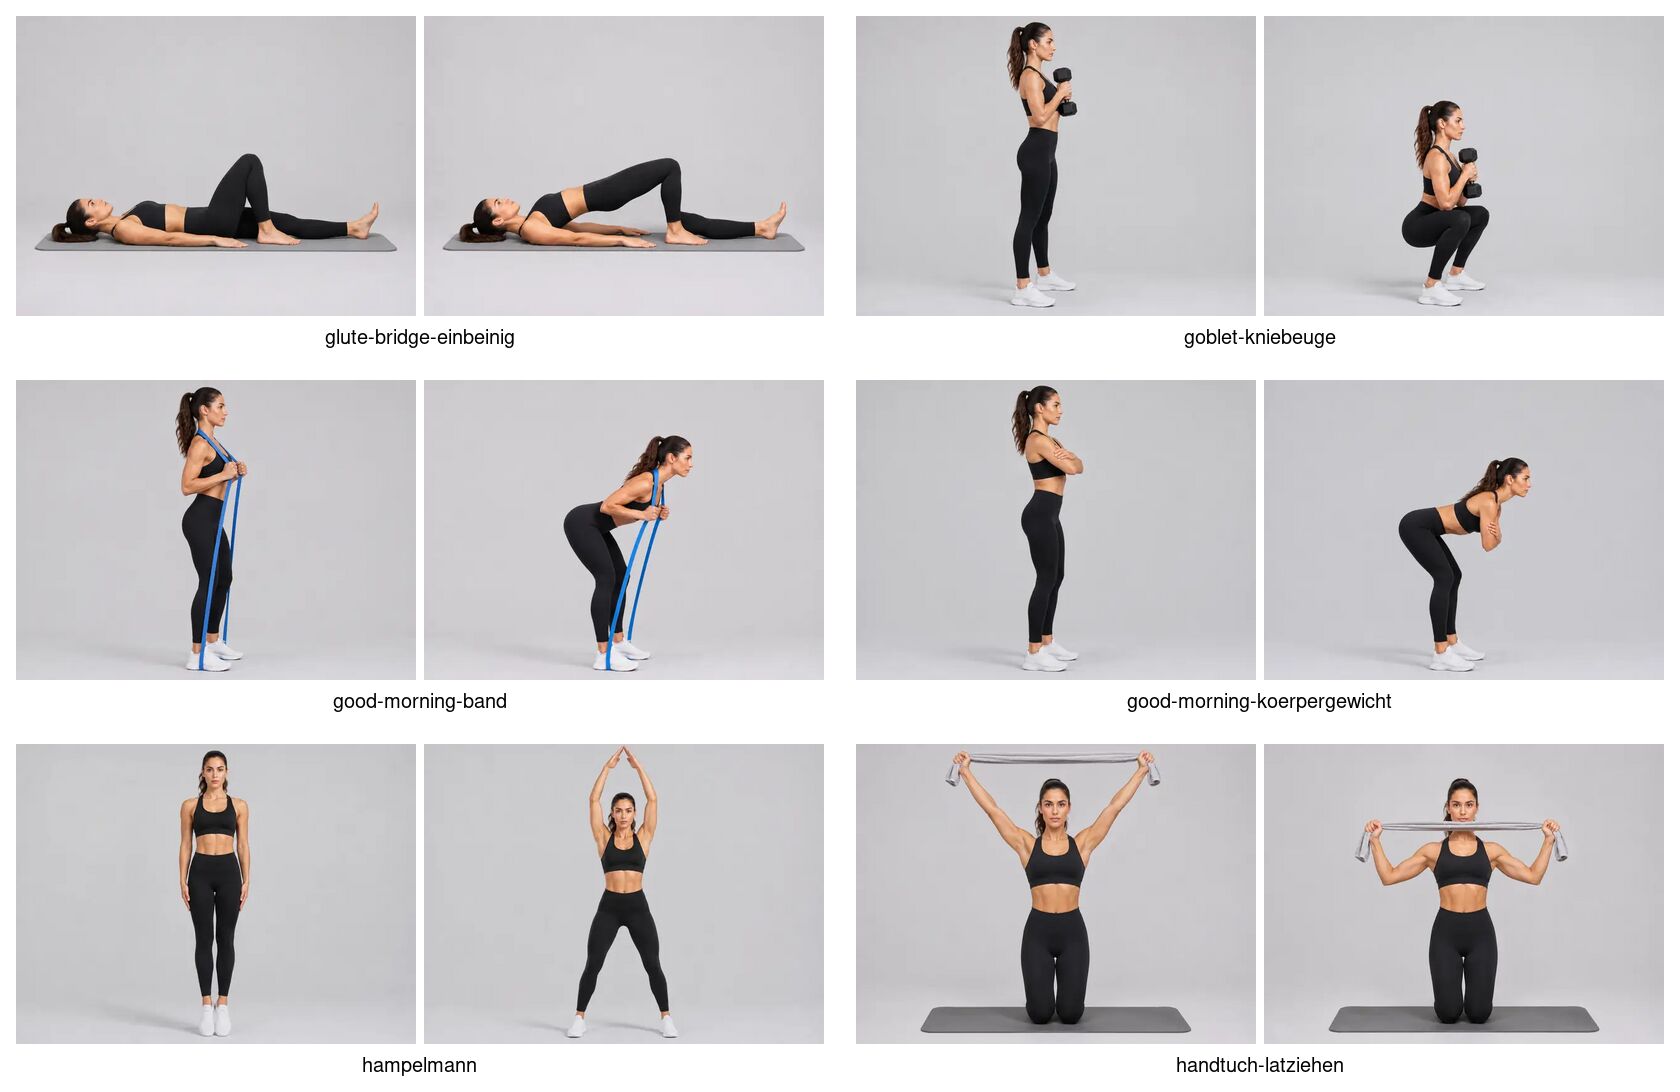 glute-bridge-einbeinig
goblet-kniebeuge
good-morning-band
good-morning-koerpergewicht
hampelmann
handtuch-latziehen